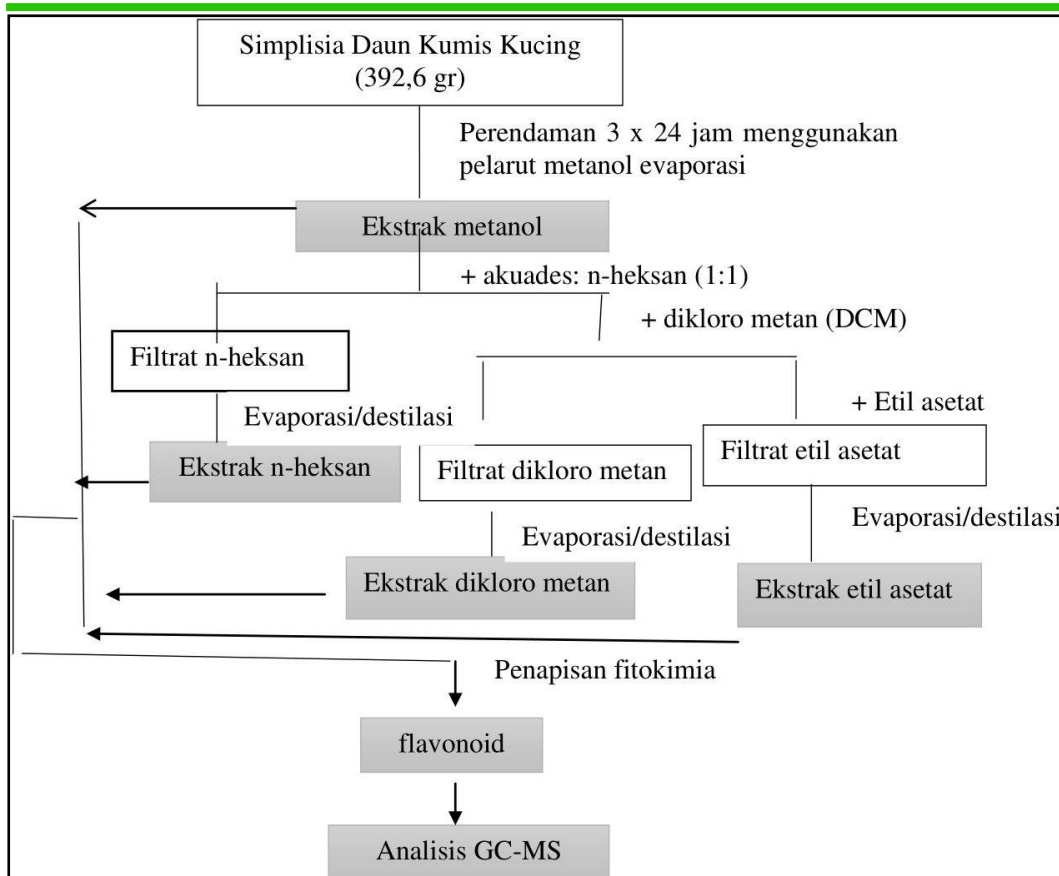 Simplisia Daun Kumis Kucing
(392,6 gr)
Perendaman 3 x 24 jam menggunakan
pelarut metanol evaporasi
Ekstrak metanol
+ akuades: n-heksan (1:1)
+ dikloro metan (DCM)
Filtrat n-heksan
+ Etil asetat
Evaporasi/destilasi
Filtrat etil asetat
Ekstrak n-heksan
Filtrat dikloro metan
Evaporasi/destilasi
Evaporasi/destilasi
Ekstrak dikloro metan
Ekstrak etil asetat
Penapisan fitokimia
flavonoid
Analisis GC-MS